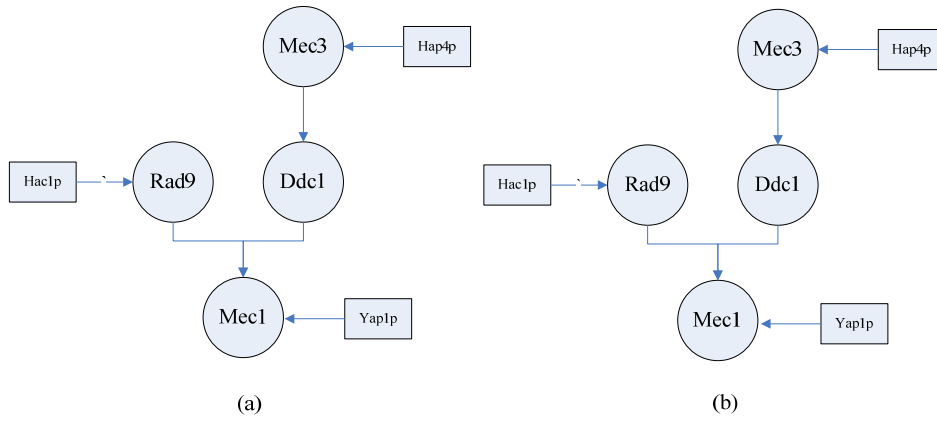 Mec3
Hap4p
Hac1p
`
Rad9
Ddc1
Mec1
Yap1p
(a)
Mec3
Hap4p
Hac1p
`
Rad9
Ddc1
Mec1
Yap1p
(b)